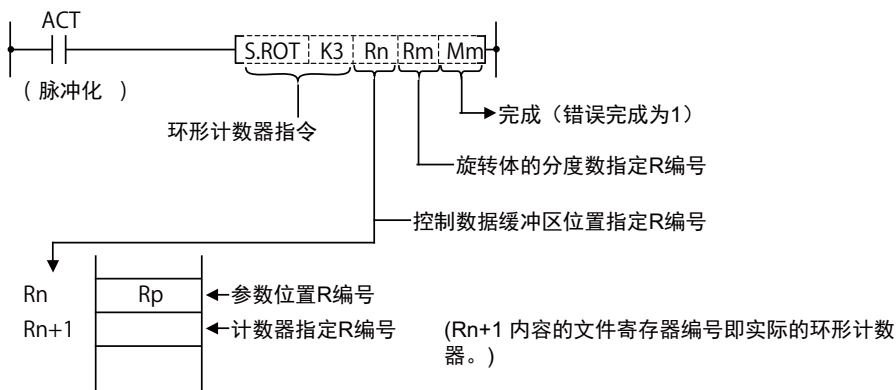 ACT
S.ROT K3 Rn Rm Mm
( 脉冲化 )
完成（错误完成为1）
环形计数器指令
旋转体的分度数指定R编号
控制数据缓冲区位置指定R编号
Rn Rp 参数位置R编号
Rn+1 计数器指定R编号 (Rn+1 内容的文件寄存器编号即实际的环形计数
器。)